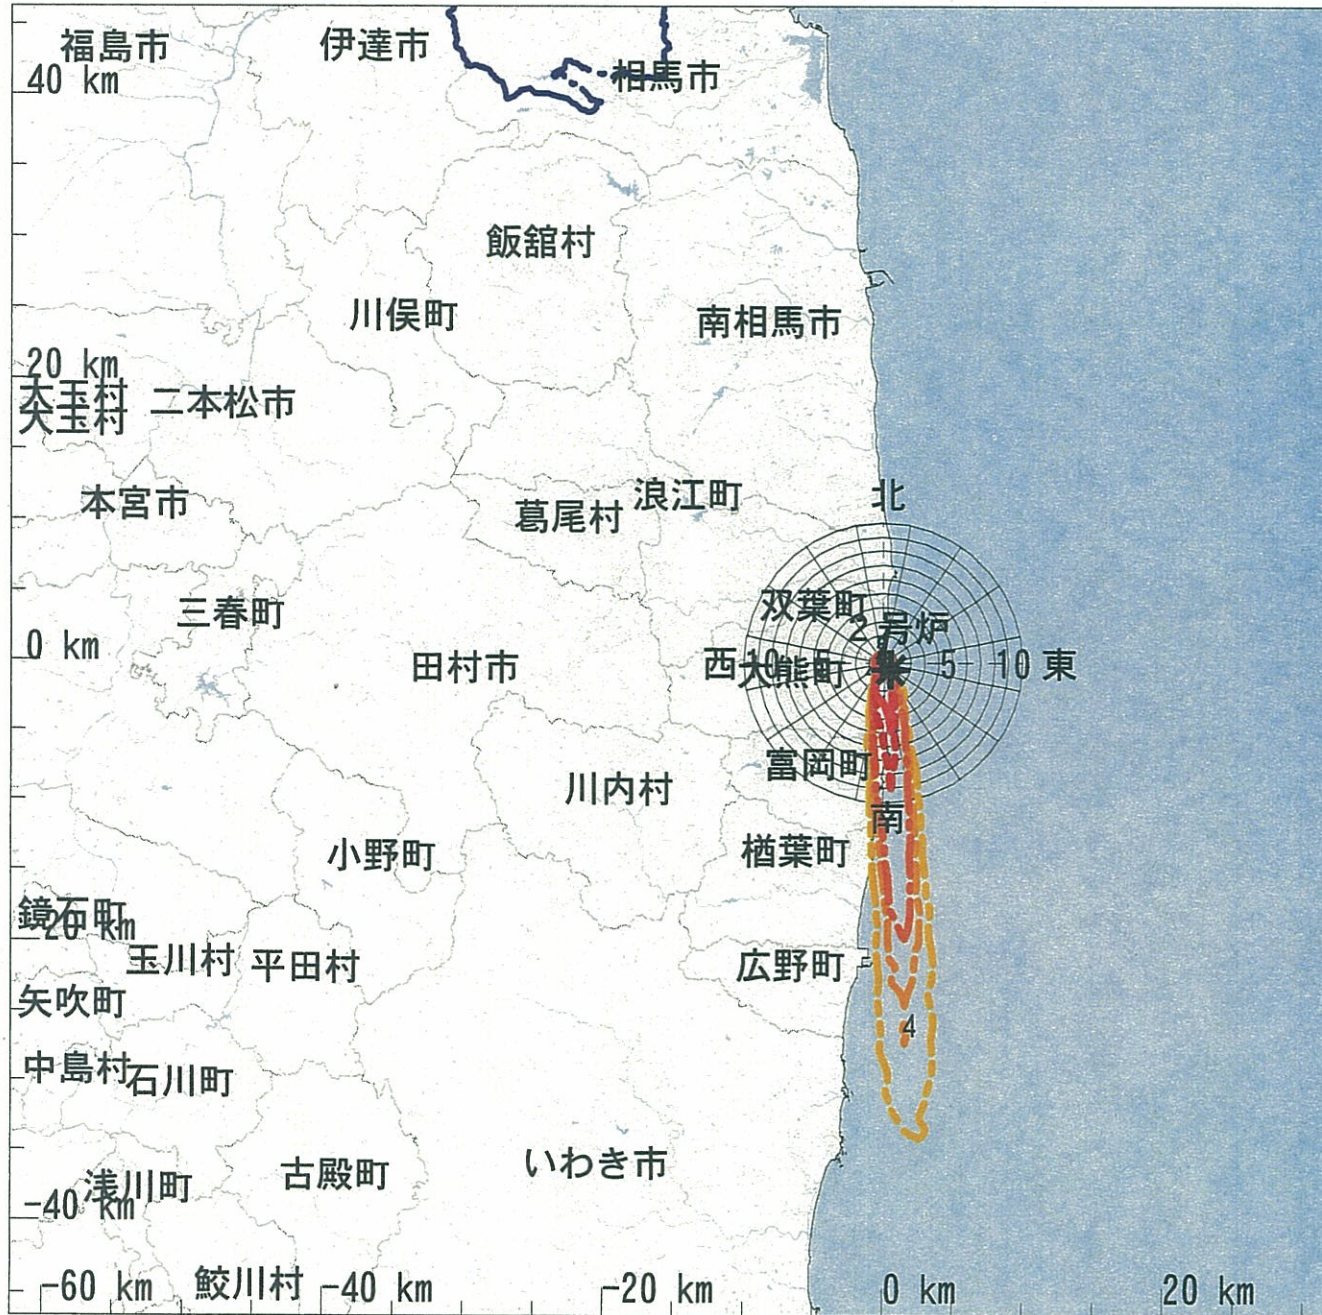 福島市
伊達市
40 km
相馬市
飯舘村
川俣町
南相馬市
20 km
大玉村
二本松市
大玉村
本宮市
葛尾村
浪江町
北
双葉町
三春町
2号炉
0 km
田村市
西
10
大熊町
5
10
東
富岡町
川内村
南
小野町
楢葉町
鏡石町
-20 km
玉川村
平田村
広野町
矢吹町
4
中島村
石川町
いわき市
古殿町
浅川町
-40 km
-60 km
鮫川村
-40 km
-20 km
0 km
20 km